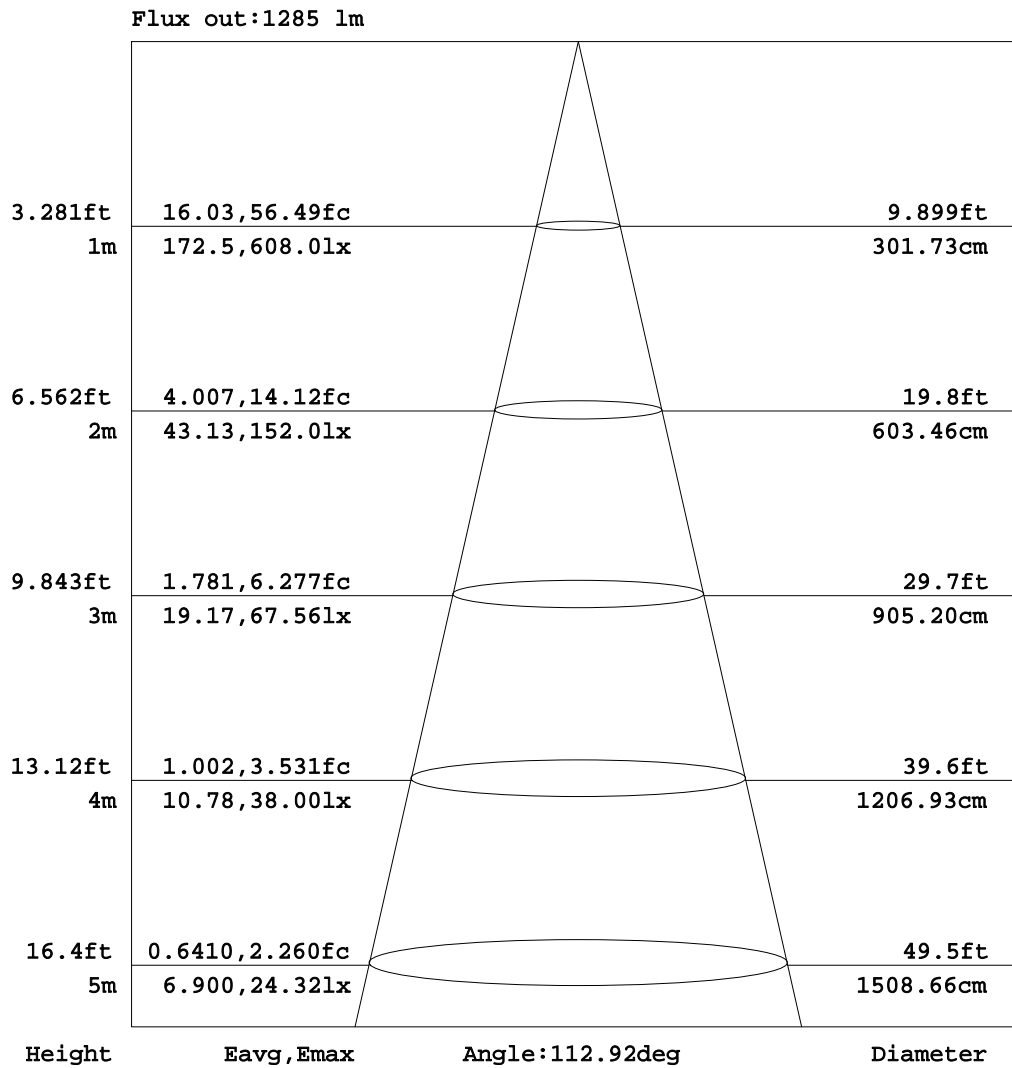 Flux out:1285 lm
3.281ft 16.03,56.49fc 9.899ft
1m 172.5,608.0lx 301.73cm
6.562ft 4.007,14.12fc 19.8ft
2m 43.13,152.0lx 603.46cm
9.843ft 1.781,6.277fc 29.7ft
3m 19.17,67.56lx 905.20cm
13.12ft 1.002,3.531fc 39.6ft
4m 10.78,38.00lx 1206.93cm
16.4ft 0.6410,2.260fc 49.5ft
5m 6.900,24.32lx 1508.66cm
Height Eavg,Emax Angle:112.92deg Diameter